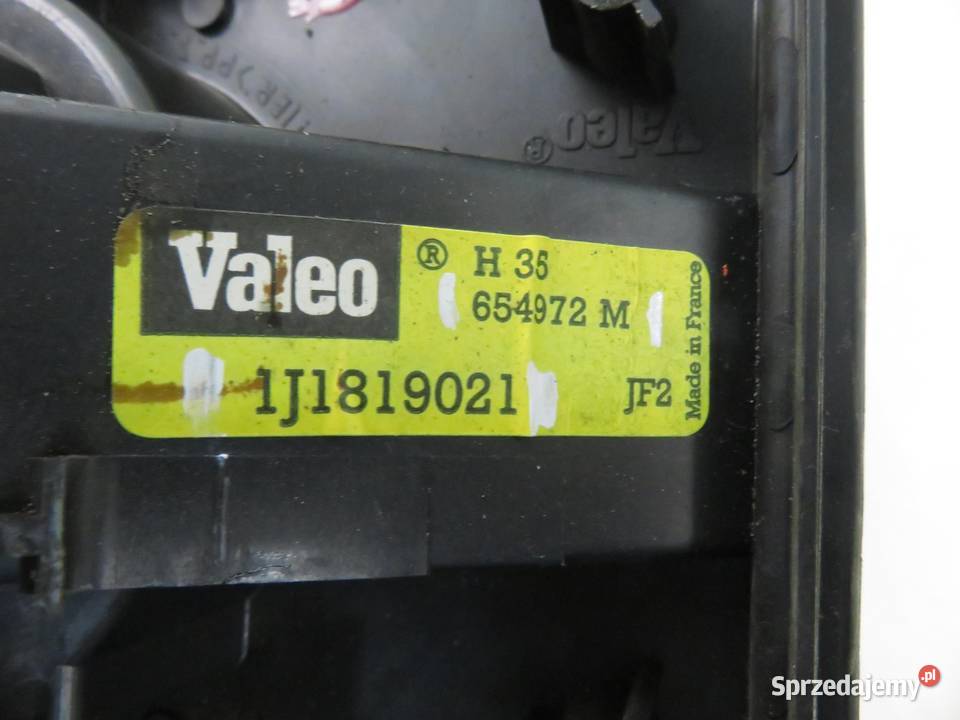 Valeo®
Valeo ® H 35
654972 M
1J1819021 JF2
Made in France
Sprzedajemy.pl